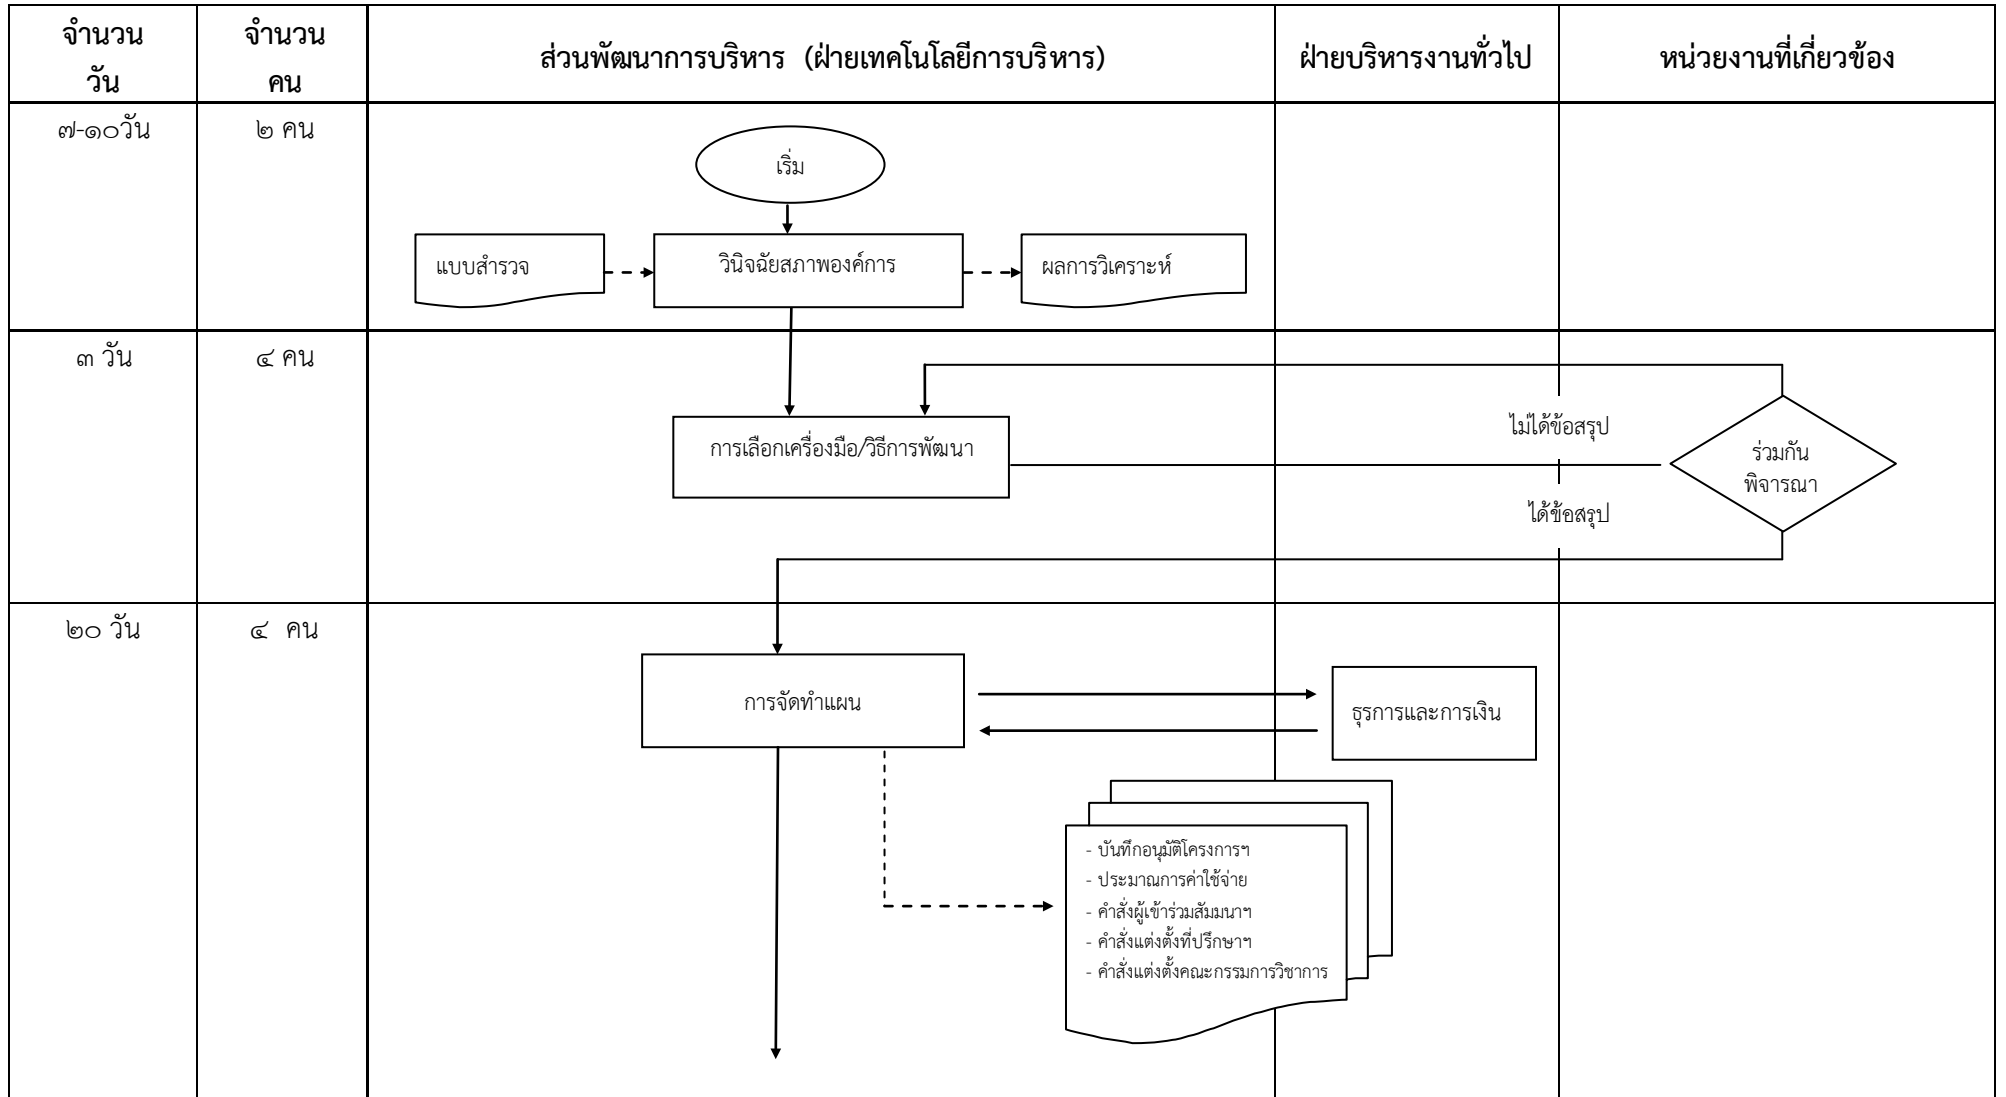 จำนวน
วัน
จำนวน
คน
ส่วนพัฒนาการบริหาร (ฝ่ายเทคโนโลยีการบริหาร)
ฝ่ายบริหารงานทั่วไป
หน่วยงานที่เกี่ยวข้อง
๗-๑๐วัน
๒ คน
เริ่ม
แบบสำรวจ
วินิจฉัยสภาพองค์การ
ผลการวิเคราะห์
๓ วัน
๔ คน
การเลือกเครื่องมือ/วิธีการพัฒนา
ไม่ได้ข้อสรุป
ร่วมกัน
พิจารณา
ได้ข้อสรุป
๒๐ วัน
๔ คน
การจัดทำแผน
ธุรการและการเงิน
- บันทึกอนุมัติโครงการฯ
- ประมาณการค่าใช้จ่าย
- คำสั่งผู้เข้าร่วมสัมมนาฯ
- คำสั่งแต่งตั้งที่ปรึกษาฯ
- คำสั่งแต่งตั้งคณะกรรมการวิชาการ